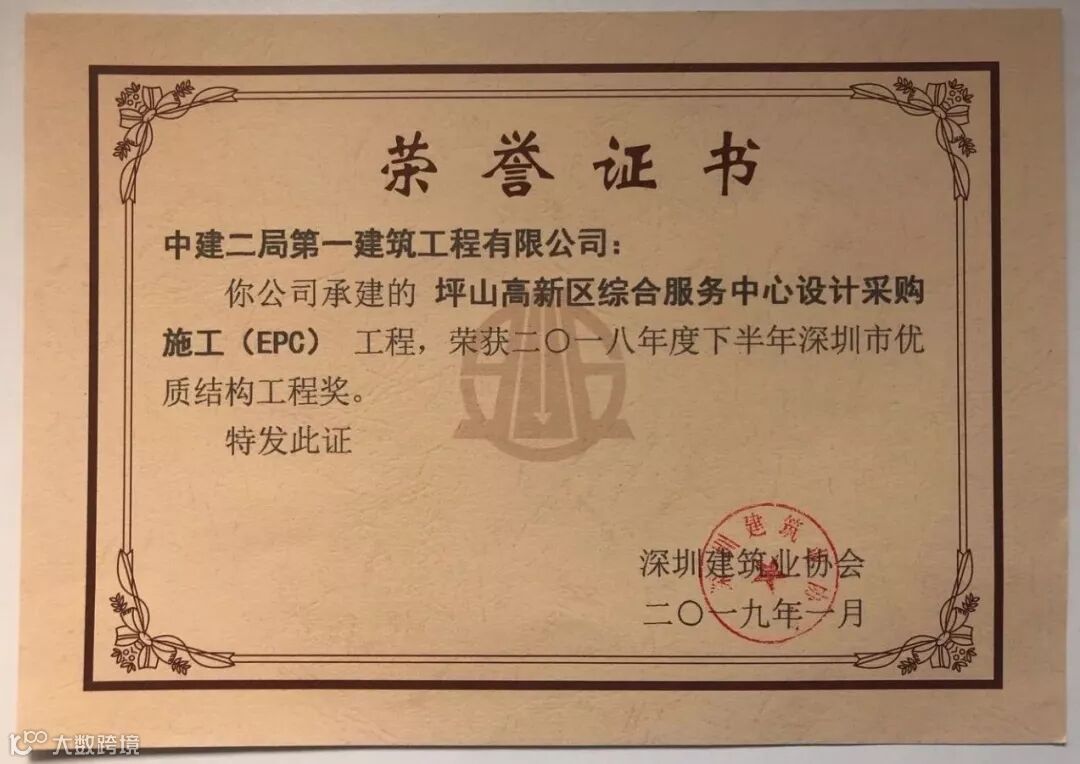 荣誉证书
中建二局第一建筑工程有限公司：
你公司承建的 坪山高新区综合服务中心设计采购
施工（EPC） 工程，荣获二〇一八年度下半年深圳市优
质结构工程奖。
特发此证
深圳建筑业协会
二〇一九年一月
大数跨境